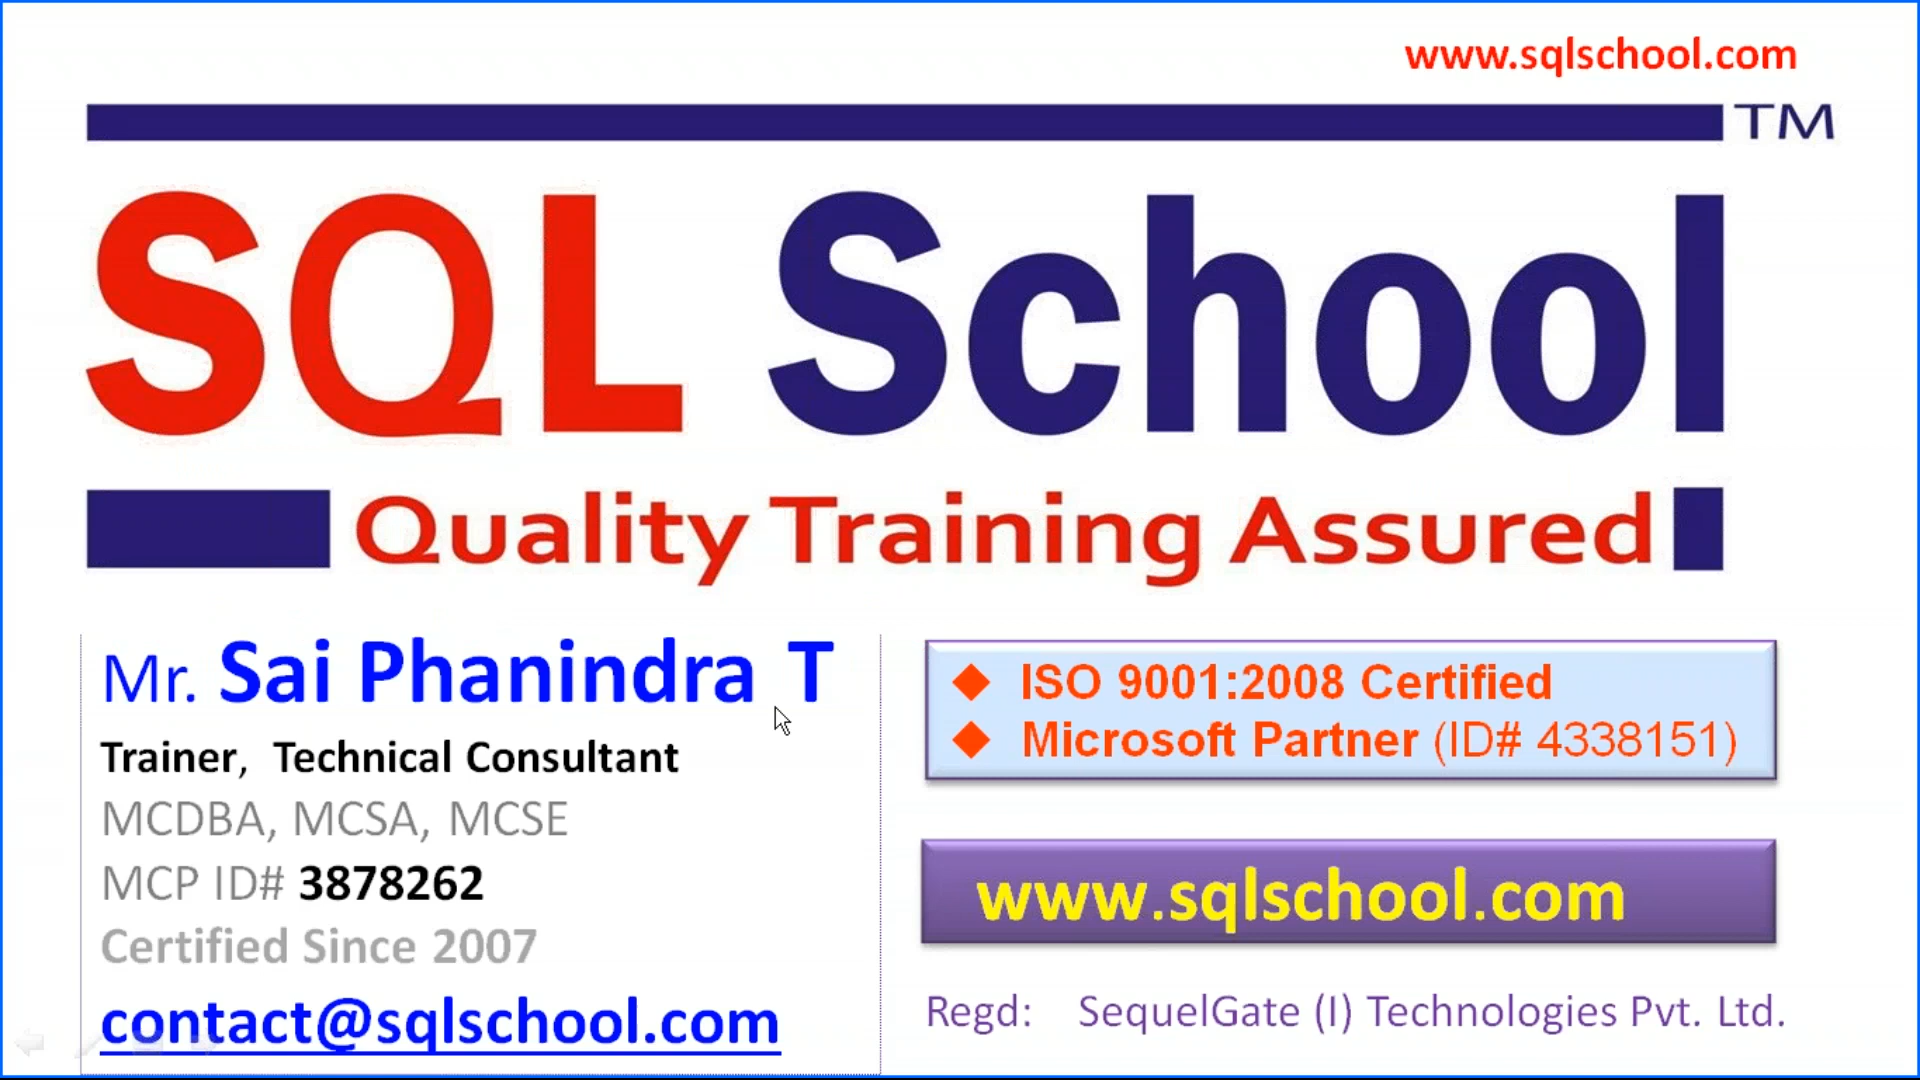 www.sqlschool.com
TM
SQL School
Quality Training Assured
Mr. Sai Phanindra T
Trainer, Technical Consultant
MCDBA, MCSA, MCSE
MCP ID# 3878262
Certified Since 2007
contact@sqlschool.com
ISO 9001:2008 Certified
Microsoft Partner (ID# 4338151)
www.sqlschool.com
Regd: SequelGate (I) Technologies Pvt. Ltd.